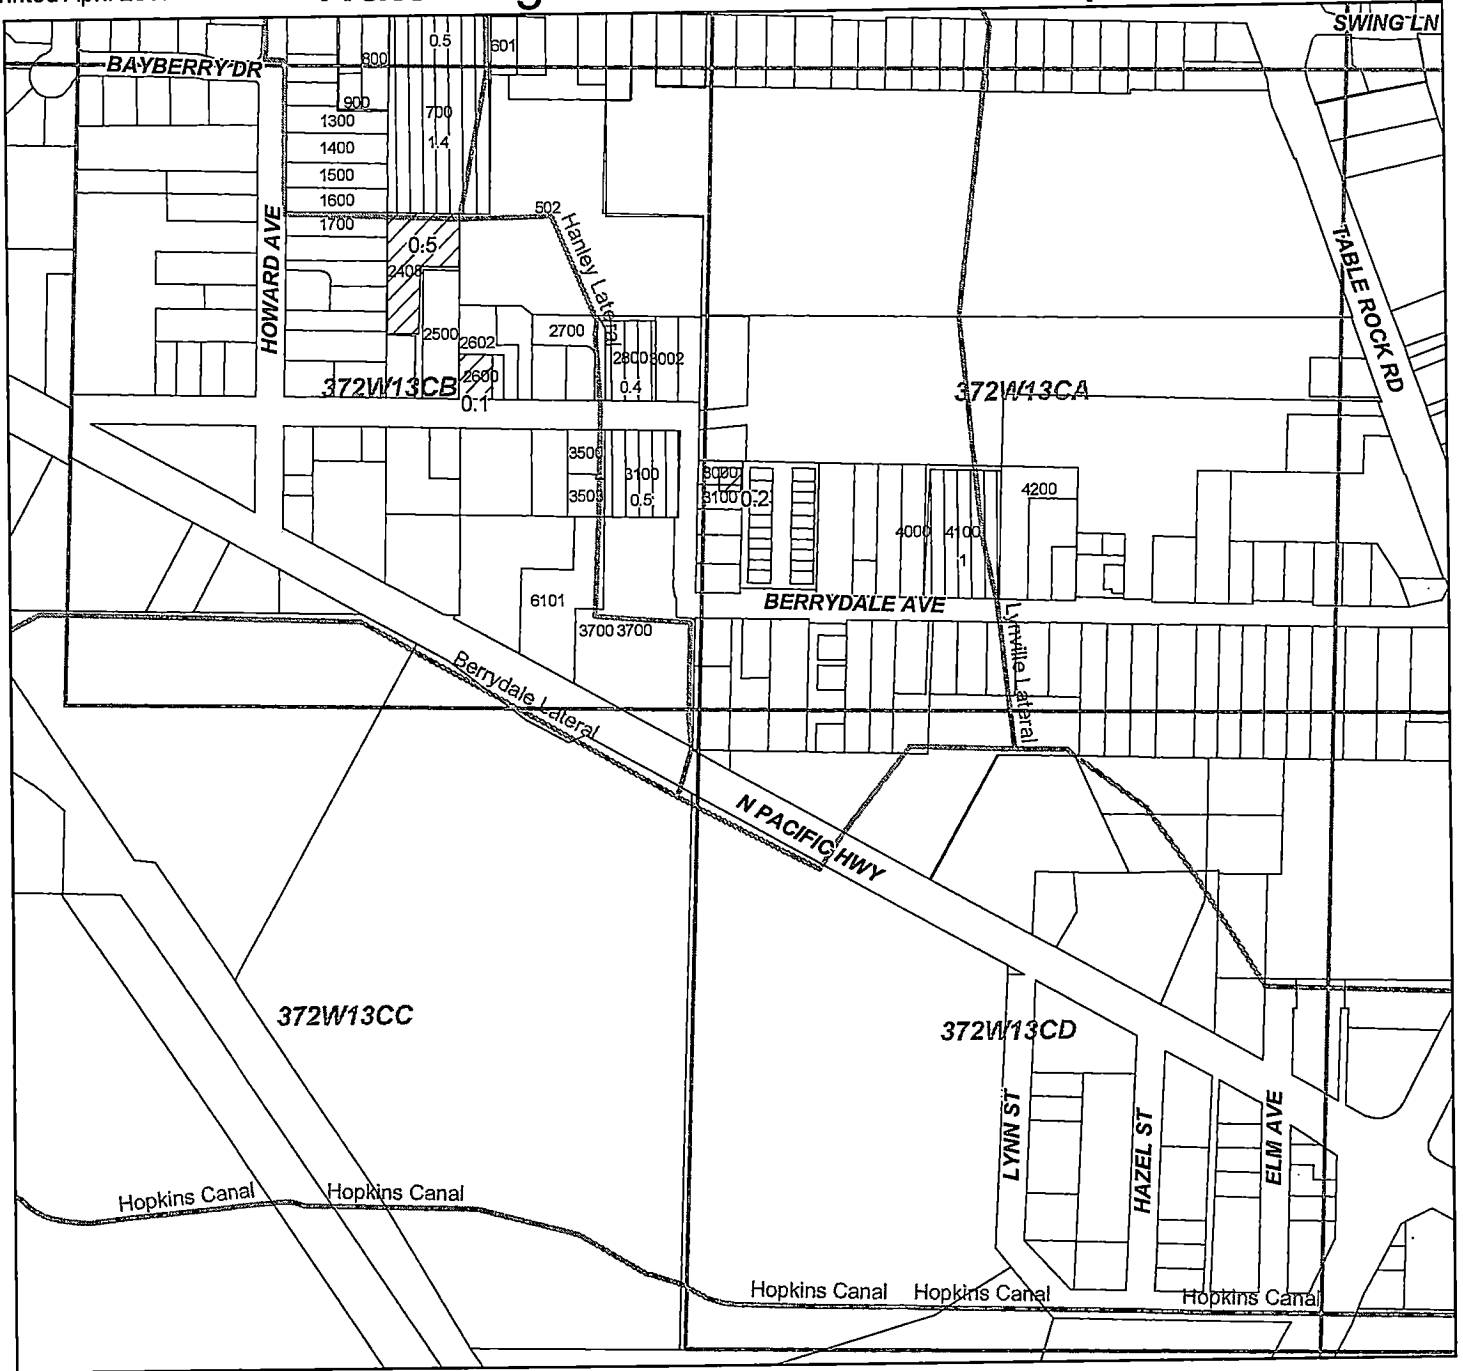 SWING LN
BAYBERRY DR
800
0.5
601
900
700
1300
1.4
1400
1500
1600
1700
502
HOWARD AVE
Hanley Lateral
TABLE ROCK RD
0.5
2408
2500
2602
2700
2800
3002
2600
0.4
372W13CB
0.1
372W13CA
3500
3100
3503
0.5
3000
3100
0.2
4200
4000
4100
1
6101
BERRYDALE AVE
3700
3700
Lynville Lateral
Berrydale Lateral
N PACIFIC HWY
372W13CC
372W13CD
LYNN ST
HAZEL ST
ELM AVE
Hopkins Canal
Hopkins Canal
Hopkins Canal
Hopkins Canal
Hopkins Canal